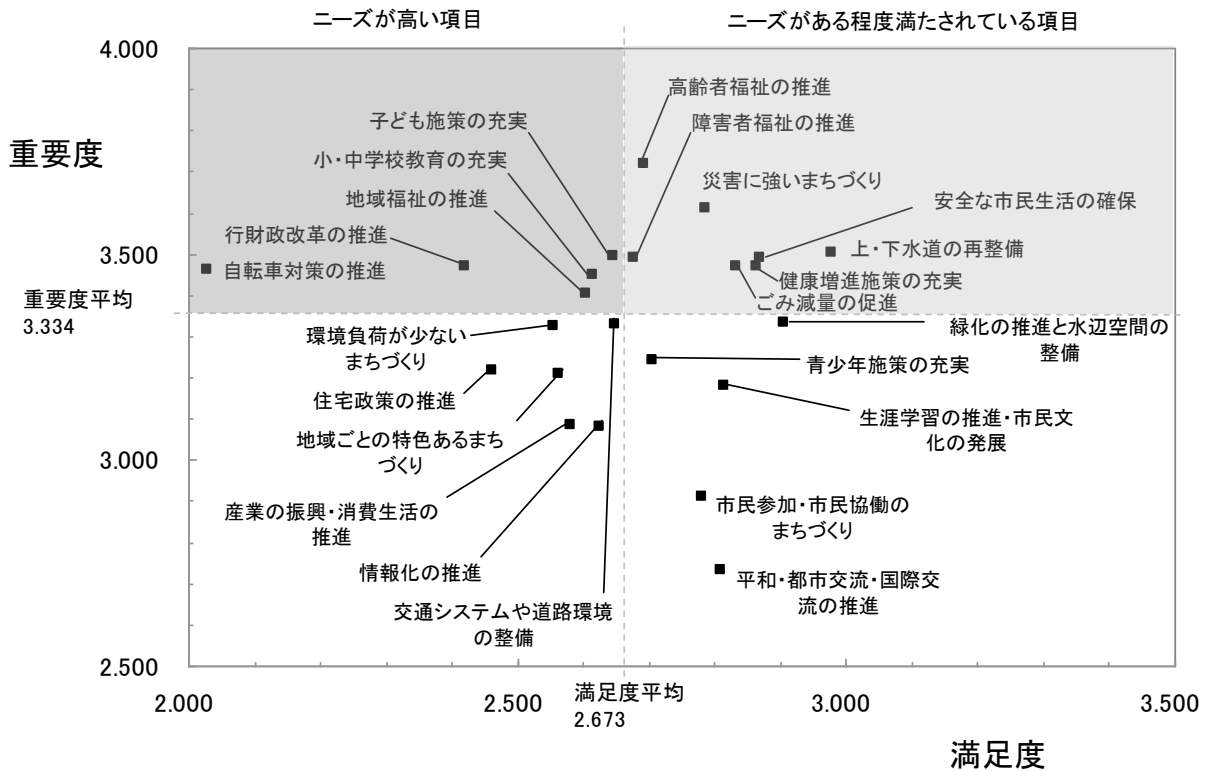 ニーズが高い項目
ニーズがある程度満たされている項目
4.000
重要度
高齢者福祉の推進
子ども施策の充実
障害者福祉の推進
小・中学校教育の充実
災害に強いまちづくり
地域福祉の推進
安全な市民生活の確保
行財政改革の推進
上・下水道の再整備
3.500
自転車対策の推進
健康増進施策の充実
ごみ減量の促進
重要度平均
3.334
環境負荷が少ない
まちづくり
緑化の推進と水辺空間の
整備
青少年施策の充実
住宅政策の推進
生涯学習の推進・市民文
化の発展
地域ごとの特色あるまち
づくり
3.000
産業の振興・消費生活の
推進
市民参加・市民協働の
まちづくり
情報化の推進
平和・都市交流・国際交
流の推進
交通システムや道路環境
の整備
2.500
2.000
2.500
満足度平均
2.673
3.000
3.500
満足度